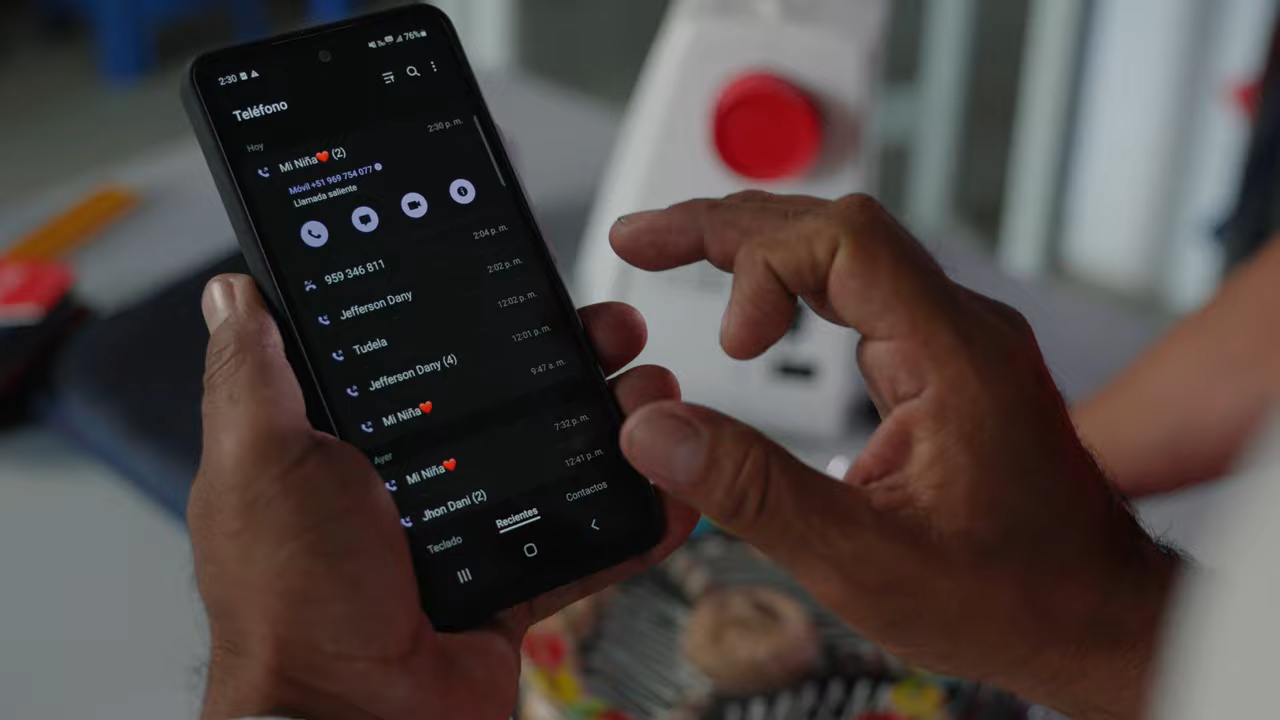 2:30
76%
Teléfono
Hoy
Mi Niña❤️ (2)
2:30 p. m.
Móvil +51 969 754 077
Llamada saliente
959 346 811
2:04 p. m.
Jefferson Dany
2:02 p. m.
Tudela
12:02 p. m.
Jefferson Dany (4)
12:01 p. m.
Mi Niña❤️
9:47 a. m.
Ayer
Mi Niña❤️
7:32 p. m.
Jhon Dani (2)
12:41 p. m.
Teclado
Recientes
Contactos